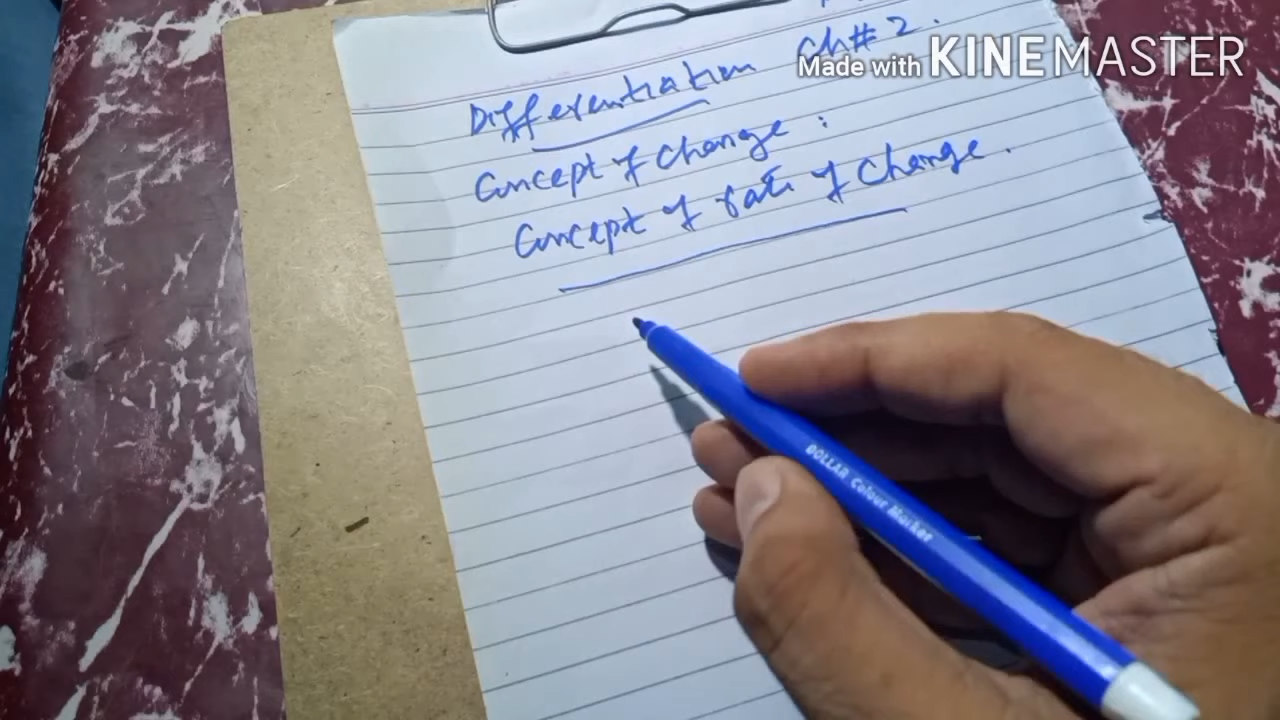 Ch# 2.
Made with KINEMASTER
Differentiation
Concept of Change :
Concept of rate of Change.
DOLLAR Colour Marker